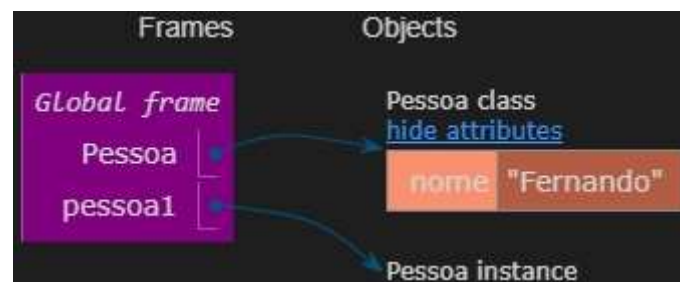 Frames Objects
Global frame
Pessoa
pessoa1
Pessoa class
hide attributes
nome "Fernando"
Pessoa instance